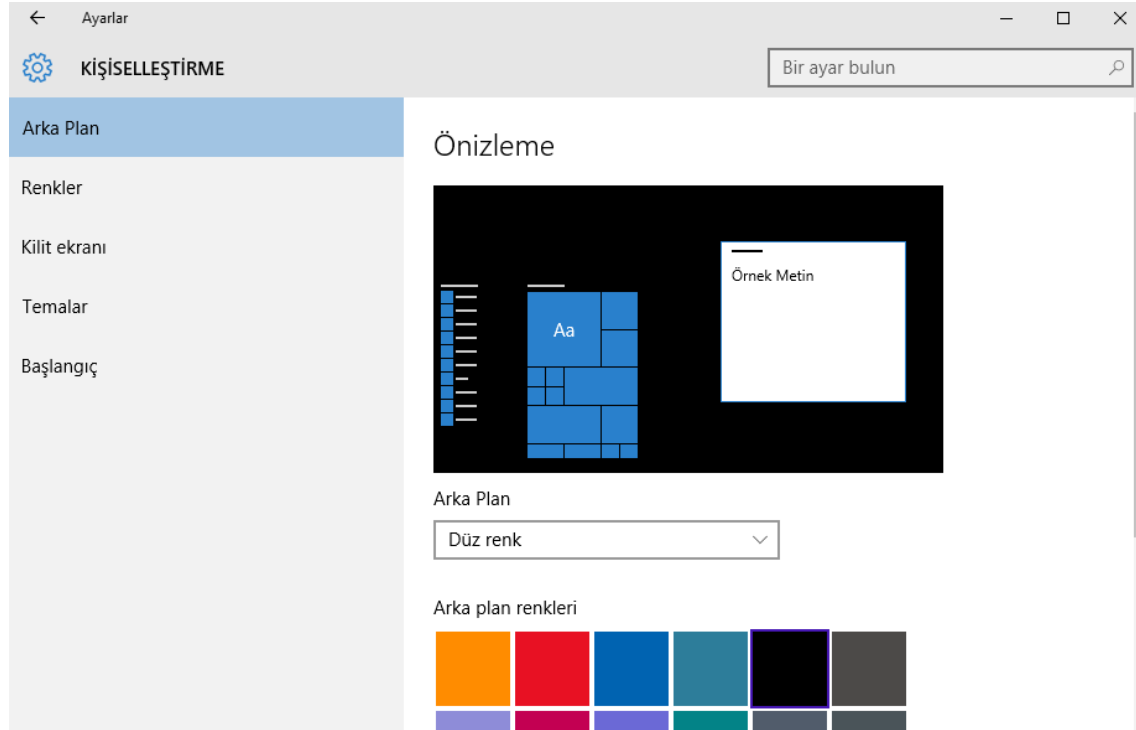 Ayarlar
KİŞİSELLEŞTİRME
Bir ayar bulun
Arka Plan
Renkler
Kilit ekranı
Temalar
Başlangıç
Önizleme
Örnek Metin
Aa
Arka Plan
Düz renk
Arka plan renkleri